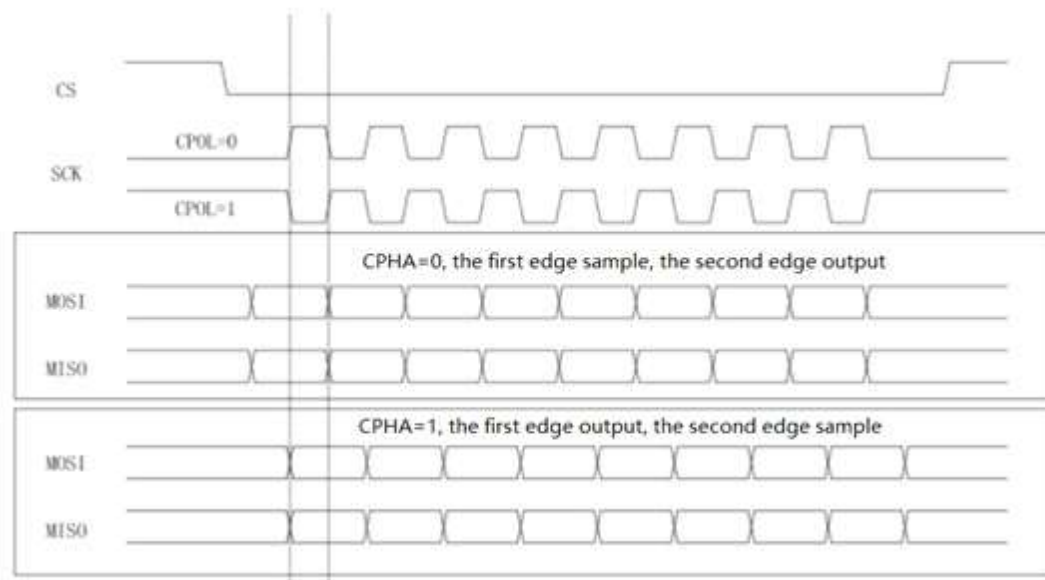 CS
CPOL=0
SCK
CPOL=1
CPHA=0, the first edge sample, the second edge output
MOSI
MISO
CPHA=1, the first edge output, the second edge sample
MOSI
MISO